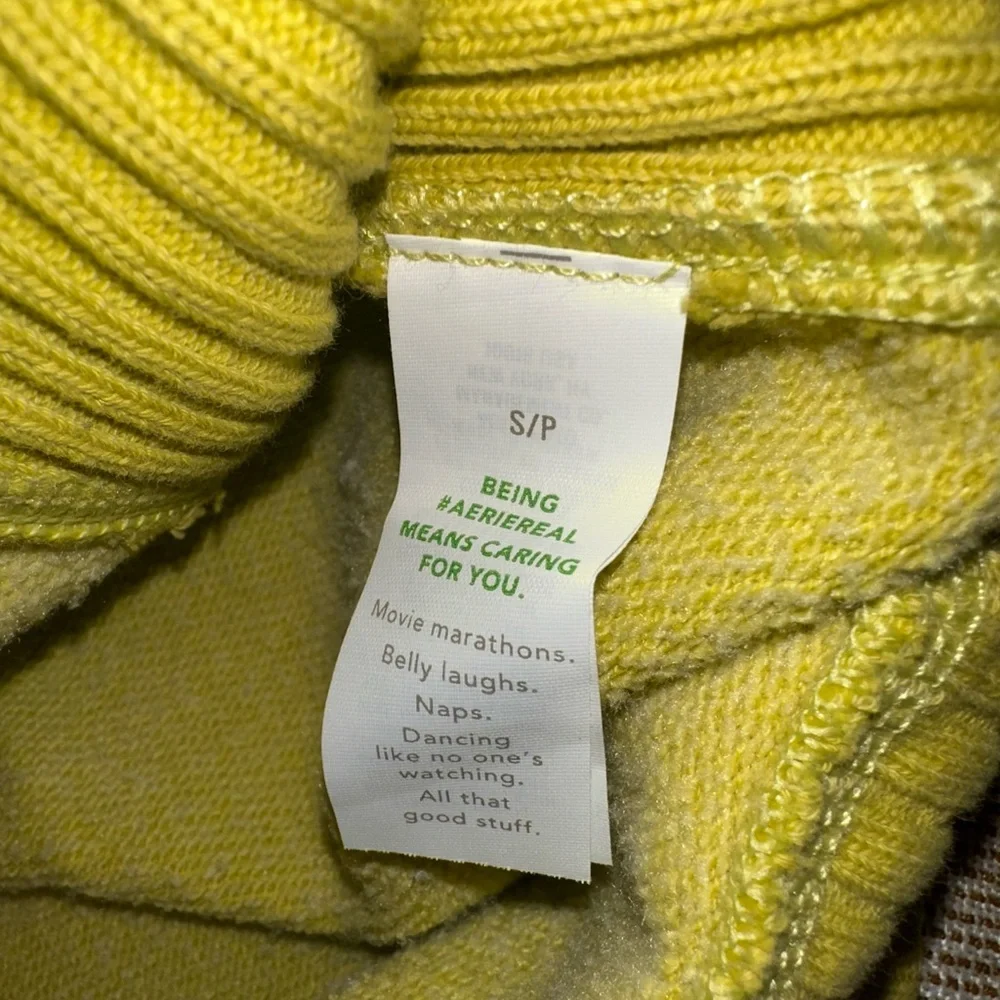 S/P
BEING
#AERIEREAL
MEANS CARING
FOR YOU.
Movie marathons.
Belly laughs.
Naps.
Dancing
like no one's
watching.
All that
good stuff.